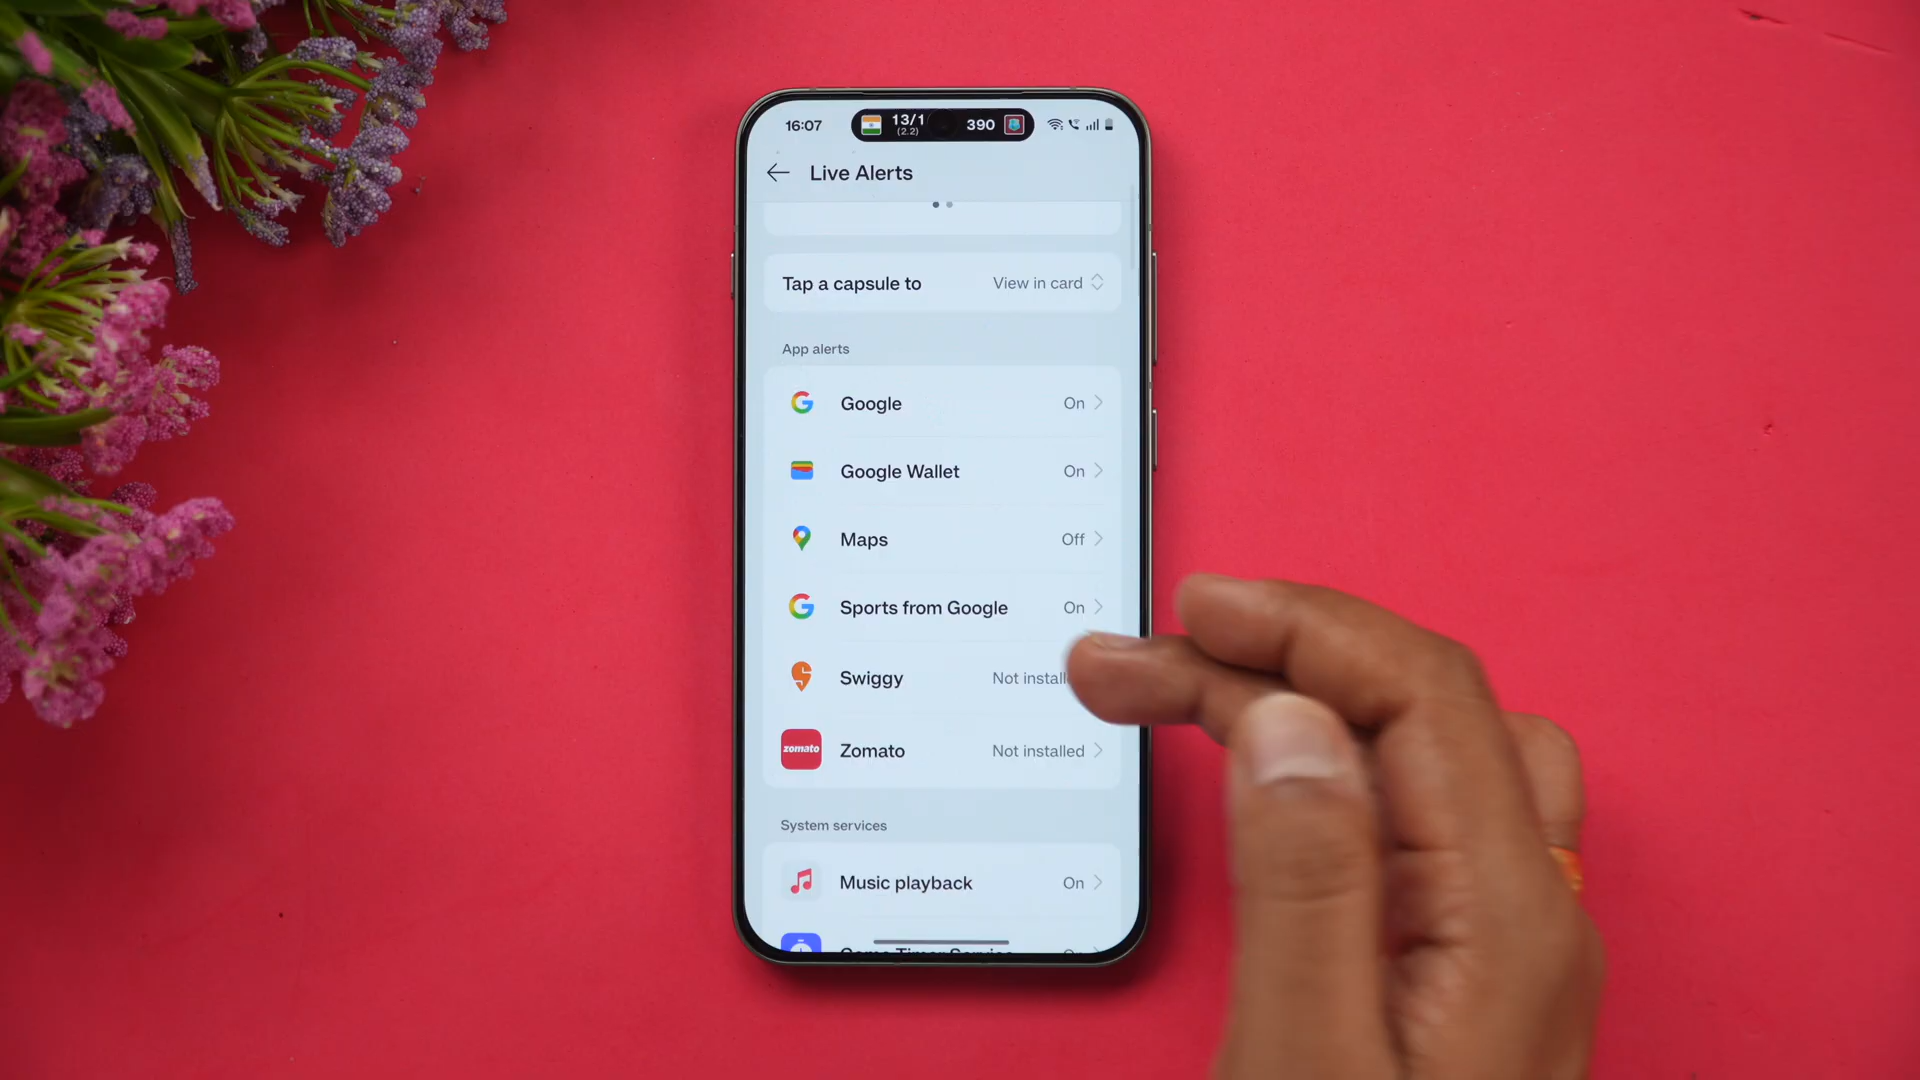 16:07
13/1
(2.2)
390
Live Alerts
Tap a capsule to
View in card
App alerts
Google
On
Google Wallet
On
Maps
Off
Sports from Google
On
Swiggy
Not install
zomato
Zomato
Not installed
System services
Music playback
On